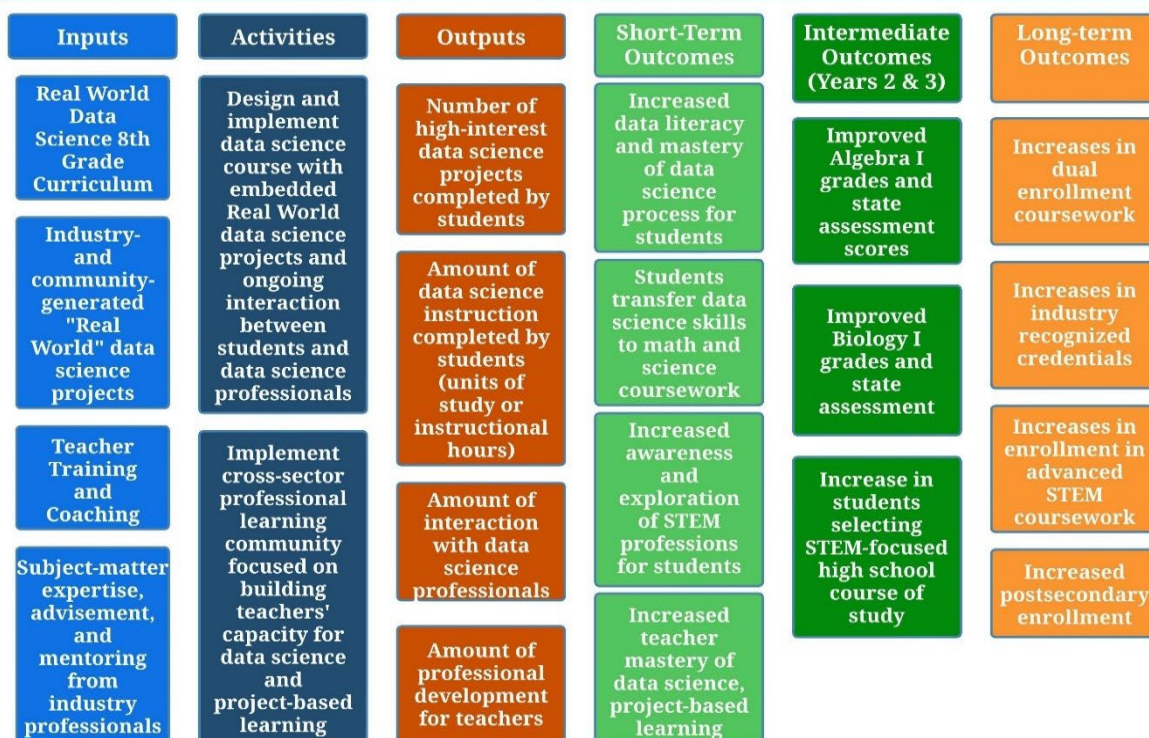 Inputs
Real World
Data
Science 8th
Grade
Curriculum
Industry-
and
community-
generated
"Real
World" data
science
projects
Teacher
Training
and
Coaching
Subject-matter
expertise,
advisement,
and
mentoring
from
industry
professionals
Activities
Design and
implement
data science
course with
embedded
Real World
data science
projects and
ongoing
interaction
between
students and
data science
professionals
Implement
cross-sector
professional
learning
community
focused on
building
teachers'
capacity for
data science
and
project-based
learning
Outputs
Number of
high-interest
data science
projects
completed by
students
Amount of
data science
instruction
completed by
students
(units of
study or
instructional
hours)
Amount of
interaction
with data
science
professionals
Amount of
professional
development
for teachers
Short-Term
Outcomes
Increased
data literacy
and mastery
of data
science
process for
students
Students
transfer data
science skills
to math and
science
coursework
Increased
awareness
and
exploration
of STEM
professions
for students
Increased
teacher
mastery of
data science,
project-based
learning
Intermediate
Outcomes
(Years 2 & 3)
Improved
Algebra I
grades and
state
assessment
scores
Improved
Biology I
grades and
state
assessment
Increase in
students
selecting
STEM-focused
high school
course of
study
Long-term
Outcomes
Increases in
dual
enrollment
coursework
Increases in
industry
recognized
credentials
Increases in
enrollment in
advanced
STEM
coursework
Increased
postsecondary
enrollment